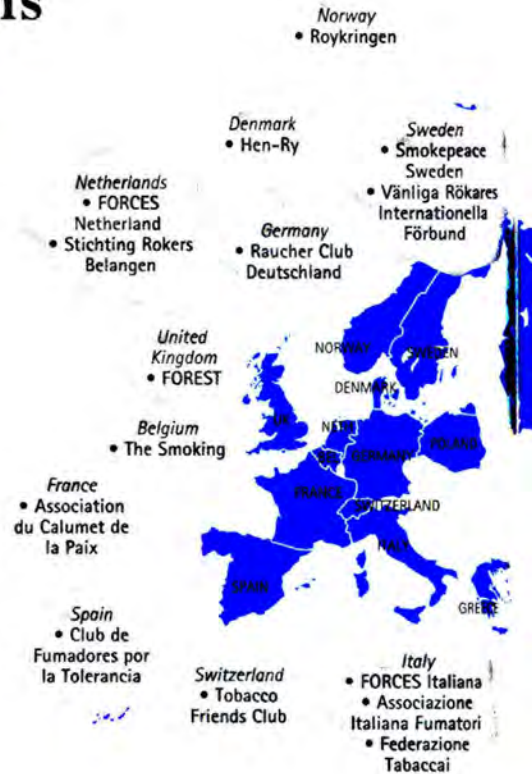 is
Norway
• Roykringen
Denmark
• Hen-Ry
Sweden
• Smokepeace
Sweden
• Vänliga Rökares
Internationella
Förbund
Netherlands
• FORCES
Netherland
• Stichting Rokers
Belangen
Germany
• Raucher Club
Deutschland
United
Kingdom
• FOREST
Belgium
• The Smoking
France
• Association
du Calumet de
la Paix
Spain
• Club de
Fumadores por
la Tolerancia
Switzerland
• Tobacco
Friends Club
Italy
• FORCES Italiana
• Associazione
Italiana Fumatori
• Federazione
Tabaccai
NORWAY
SWEDEN
DENMARK
UK
NETH
BEL
GERMANY
POLAND
FRANCE
SWITZERLAND
ITALY
SPAIN
GREECE